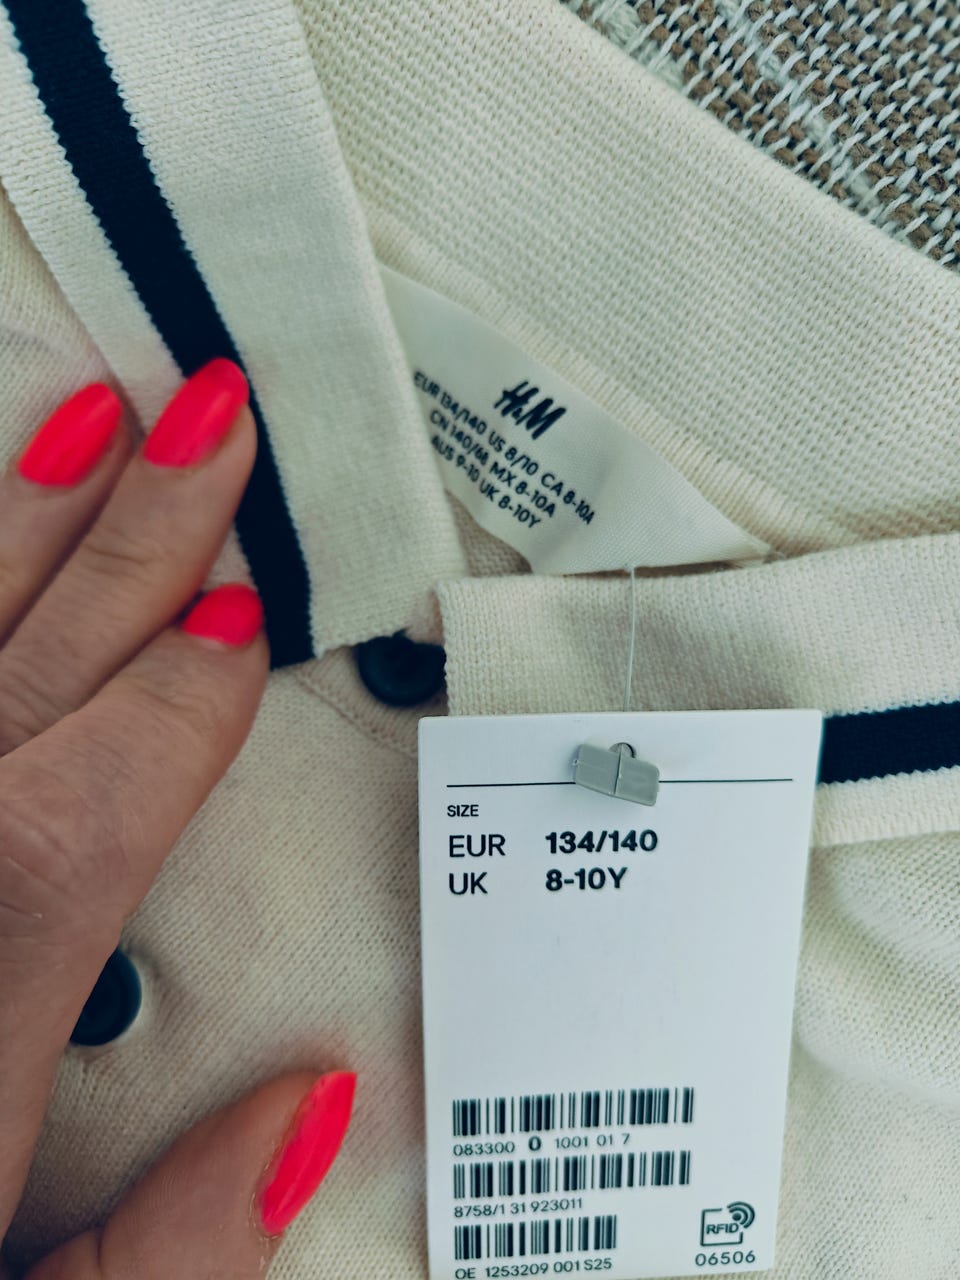 H&M
EUR 134/140 US 8/10 CA 8-10A
CN 140/68 MX 8-10A
AUS 9-10 UK 8-10Y
SIZE
EUR 134/140
UK 8-10Y
083300 0 1001 01 7
8758/1 31 923011
RFID
06506
OE 1253209 001 S25